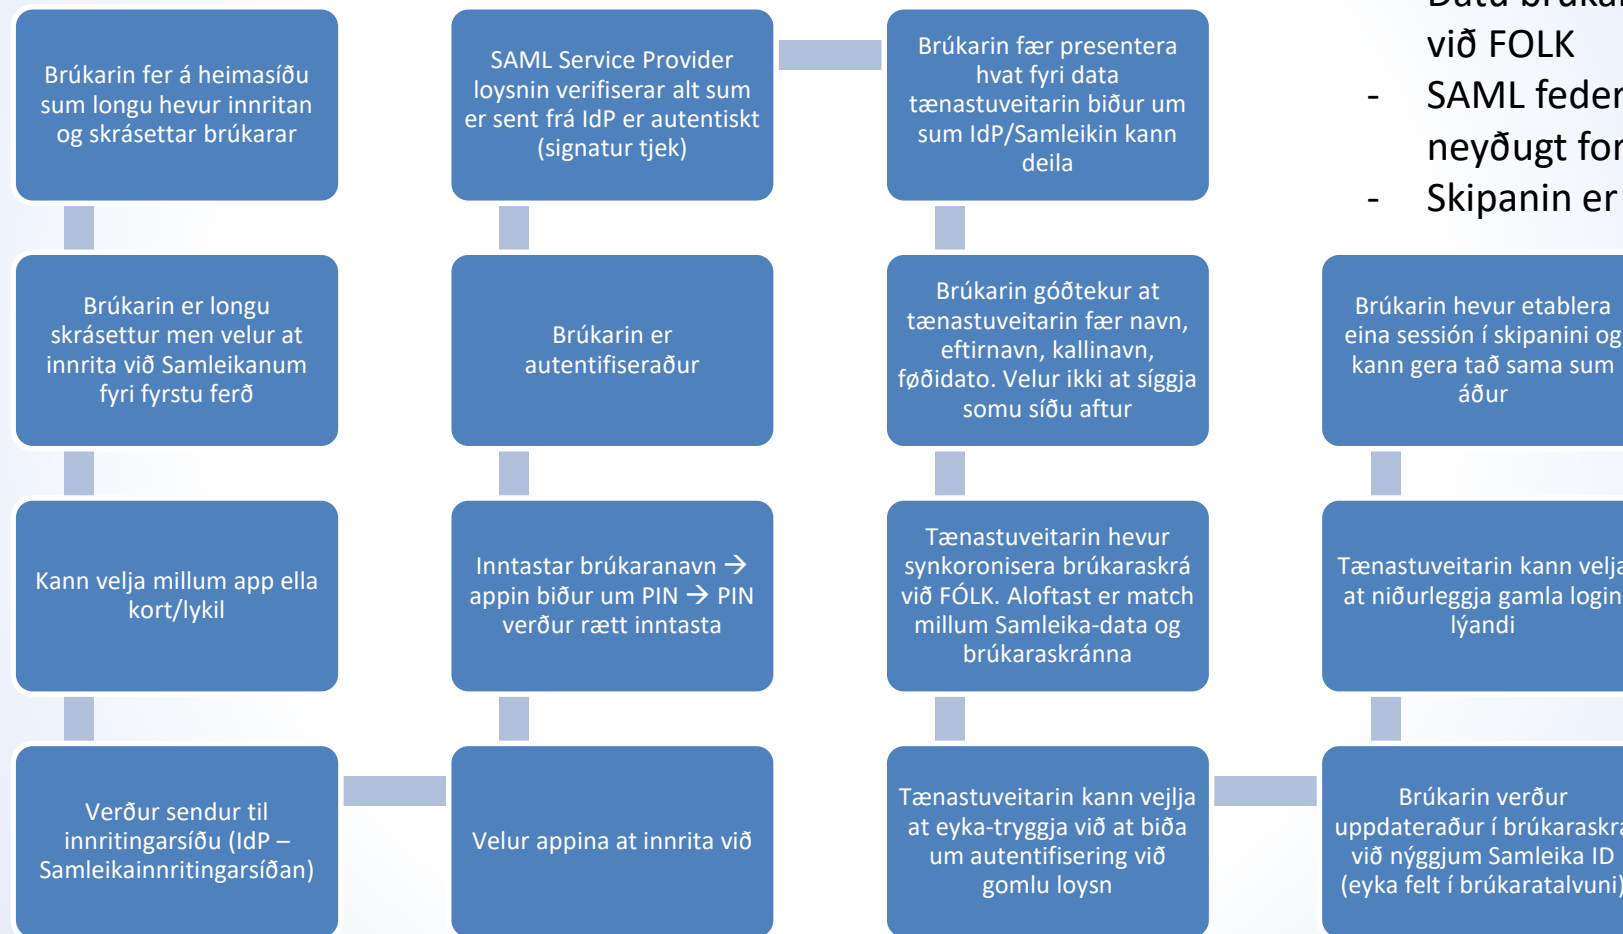 Brúkarin fer á heimasíðu
sum longu hevur innritan
og skrásettar brúkarar
Brúkarin er longu
skrásettur men velur at
innrita við Samleikanum
fyri fyrstu ferð
Kann velja millum app ella
kort/lykil
Verður sendur til
innritingarsíðu (IdP –
Samleikainnritingarsíðan)
Velur appina at innrita við
Inntastar brúkaranavn →
appin biður um PIN → PIN
verður rætt inntasta
Brúkarin er
autentifiseraður
SAML Service Provider
loysnin verifiserar alt sum
er sent frá IdP er autentiskt
(signatur tjek)
Brúkarin fær presentera
hvat fyri data
tænastuveitarin biður um
sum IdP/Samleikin kann
deila
Brúkarin góðtekur at
tænastuveitarin fær navn,
eftirnavn, kallinavn,
føðidato. Velur ikki at síggja
somu síðu aftur
Tænastuveitarin hevur
synkoronisera brúkaraskrá
við FÓLK. Aloftast er match
millum Samleika-data og
brúkaraskránna
Tænastuveitarin kann vejlja
at eyka-tryggja við at biða
um autentifisering við
gomlu loysn
Brúkarin verður
uppdateraður í brúkaraskrá
við nýggjum Samleika ID
(eyka felt í brúkaratalvuni)
Tænastuveitarin kann velja
at niðurleggja gamla login
lýandi
Brúkarin hevur etablera
eina sessión í skipanini og
kann gera tað sama sum
áður
við FOLK
- SAML feder
neyðugt for
- Skipanin er